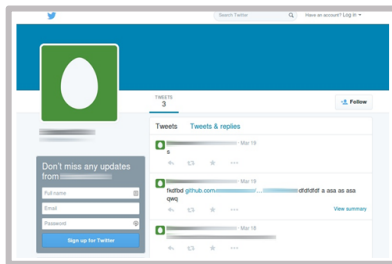 Search Twitter
Have an account? Log in
TWEETS
3
Follow
Tweets Tweets & replies
Mar 19
s
Mar 19
fkdfbd github.com dfdfdfdf a asa as asa
qwq
View summary
Mar 18
Don't miss any updates
from
Full name
Email
Password
Sign up for Twitter